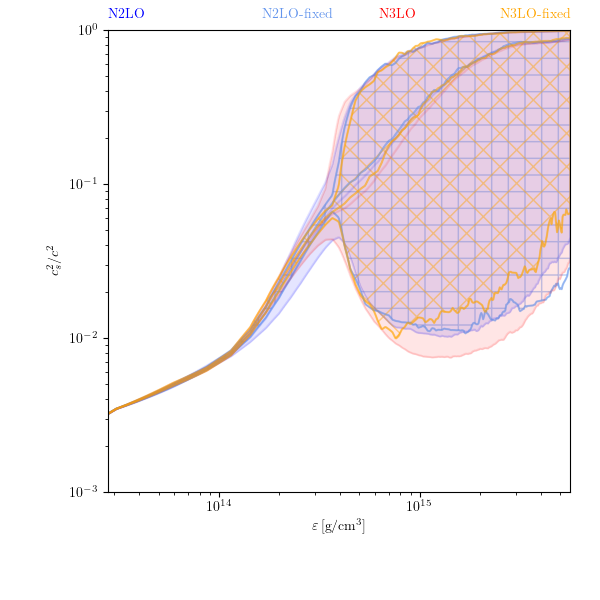 N2LO N2LO-fixed N3LO N3LO-fixed
10^0
10^{-1}
c_s^2/c^2
10^{-2}
10^{-3}
10^{14} 10^{15}
ε [g/cm^3]